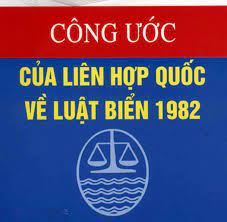 CÔNG ƯỚC
CỦA LIÊN HỢP QUỐC
VỀ LUẬT BIỂN 1982